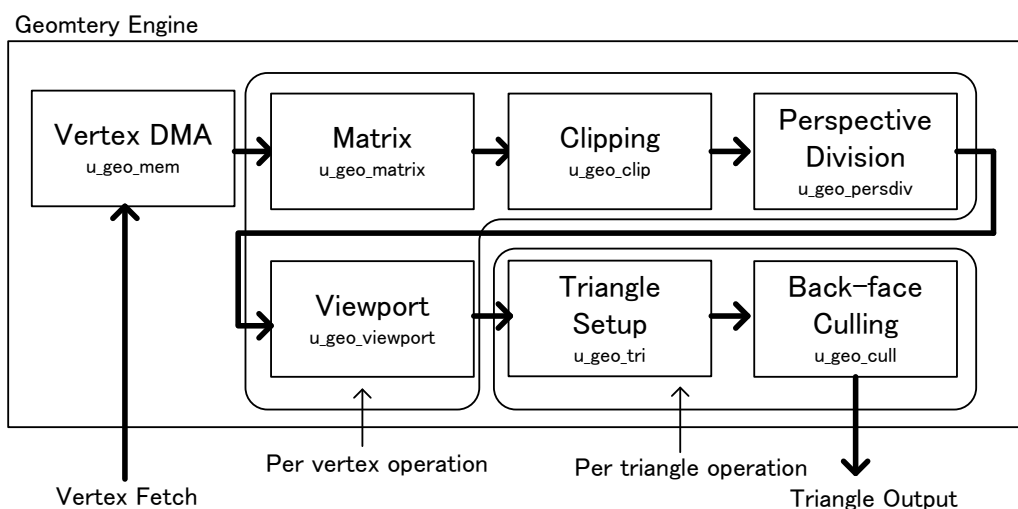 Geomtery Engine
Vertex DMA
u_geo_mem
Matrix
u_geo_matrix
Clipping
u_geo_clip
Perspective
Division
u_geo_persdiv
Viewport
u_geo_viewport
Triangle
Setup
u_geo_tri
Back-face
Culling
u_geo_cull
Per vertex operation
Per triangle operation
Vertex Fetch
Triangle Output